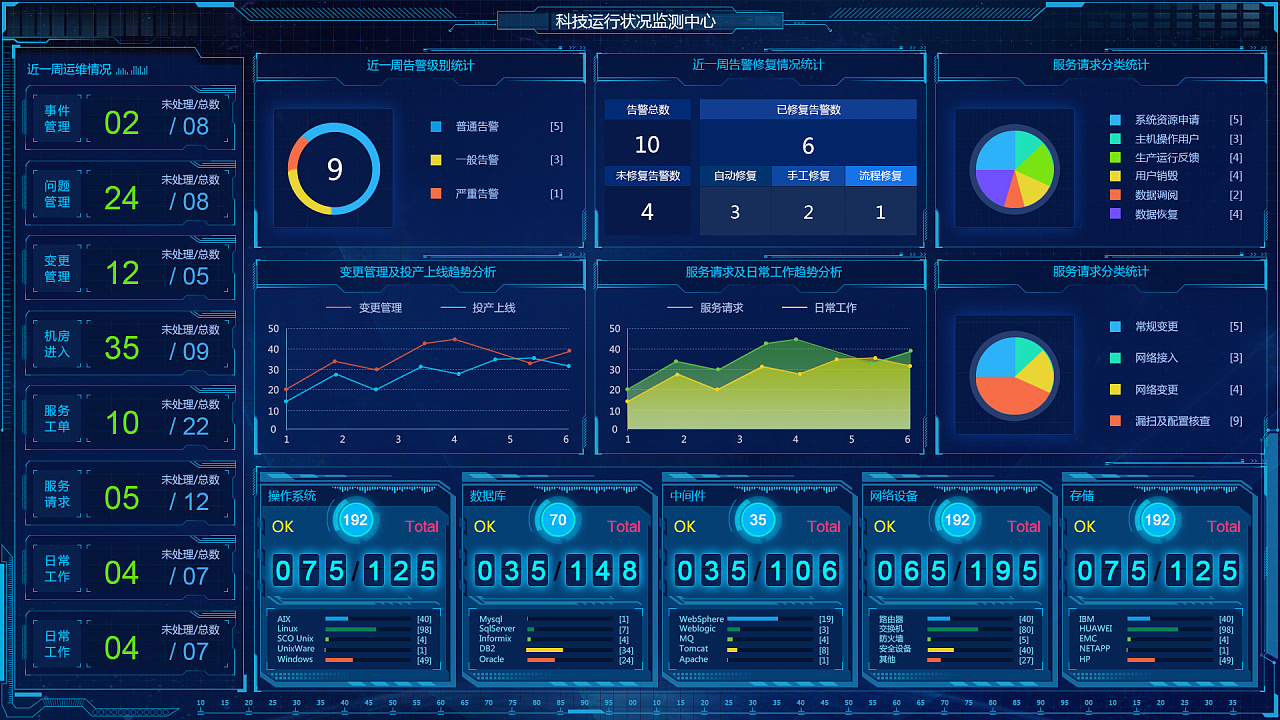 科技运行状况监测中心
近一周运维情况
事件
管理
02
未处理/总数
/ 08
问题
管理
24
未处理/总数
/ 08
变更
管理
12
未处理/总数
/ 05
机房
进入
35
未处理/总数
/ 09
服务
工单
10
未处理/总数
/ 22
服务
请求
05
未处理/总数
/ 12
日常
工作
04
未处理/总数
/ 07
日常
工作
04
未处理/总数
/ 07
近一周告警级别统计
9
普通告警 [5]
一般告警 [3]
严重告警 [1]
近一周告警修复情况统计
告警总数 已修复告警数
10 6
未修复告警数 自动修复 手工修复 流程修复
4 3 2 1
服务请求分类统计
系统资源申请 [5]
主机操作用户 [3]
生产运行反馈 [4]
用户销毁 [4]
数据调阅 [2]
数据恢复 [4]
变更管理及投产上线趋势分析
变更管理 投产上线
50
40
30
20
10
0
1 2 3 4 5 6
服务请求及日常工作趋势分析
服务请求 日常工作
50
40
30
20
10
0
1 2 3 4 5 6
服务请求分类统计
常规变更 [5]
网络接入 [3]
网络变更 [4]
漏扫及配置核查 [9]
操作系统
OK 192 Total
075/125
AIX [40]
Linux [98]
SCO Unix [4]
UnixWare [1]
Windows [49]
数据库
OK 70 Total
035/148
Mysql [1]
SqlServer [7]
Informix [4]
DB2 [34]
Oracle [24]
中间件
OK 35 Total
035/106
WebSphere [19]
Weblogic [3]
MQ [4]
Tomcat [8]
Apache [1]
网络设备
OK 192 Total
065/195
路由器 [40]
交换机 [80]
防火墙 [5]
安全设备 [40]
其他 [27]
存储
OK 192 Total
075/125
IBM [40]
HUAWEI [98]
EMC [4]
NETAPP [1]
HP [49]
10 15 20 25 30 35 45 55 65 75 85 90 95 00 00 10 20 30 40 50 60 70 80 90 95 00 10 20 25 30 35